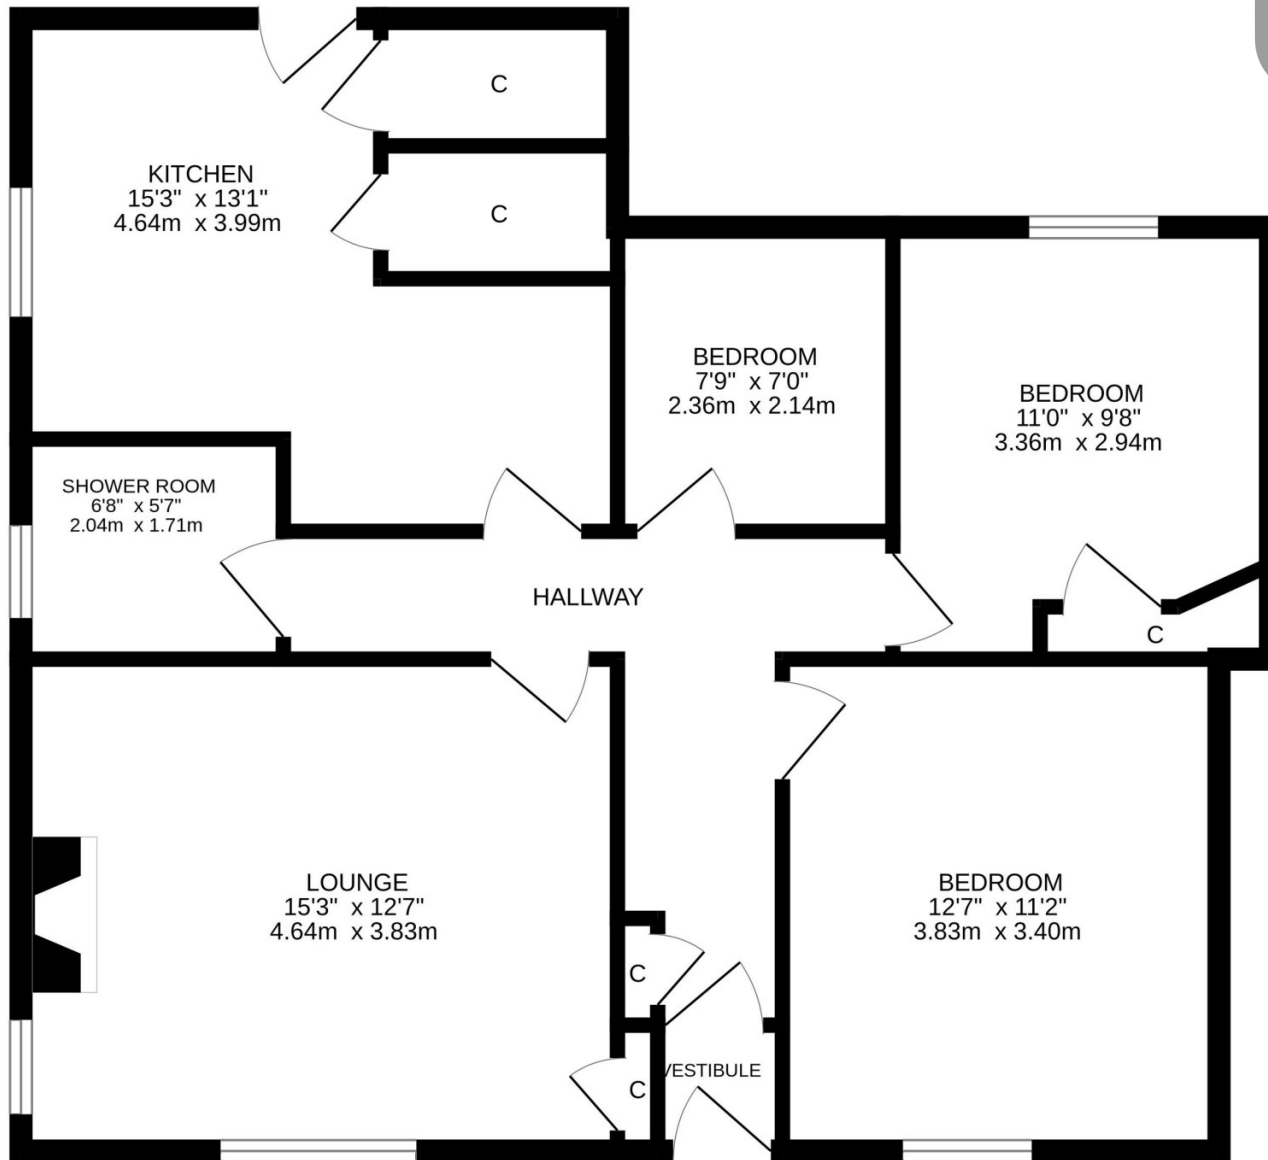 C
KITCHEN
15'3" x 13'1"
4.64m x 3.99m
C
BEDROOM
7'9" x 7'0"
2.36m x 2.14m
BEDROOM
11'0" x 9'8"
3.36m x 2.94m
SHOWER ROOM
6'8" x 5'7"
2.04m x 1.71m
HALLWAY
C
LOUNGE
15'3" x 12'7"
4.64m x 3.83m
BEDROOM
12'7" x 11'2"
3.83m x 3.40m
C
VESTIBULE
C